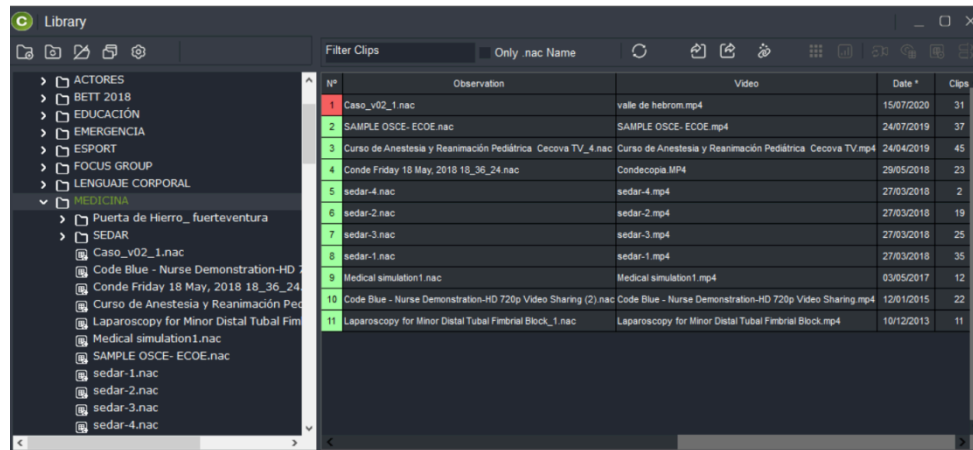 C Library
Filter Clips
Only .nac Name
ACTORES
BETT 2018
EDUCACIÓN
EMERGENCIA
ESPORT
FOCUS GROUP
LENGUAJE CORPORAL
MEDICINA
Puerta de Hierro_ fuerteventura
SEDAR
Caso_v02_1.nac
Code Blue - Nurse Demonstration-HD 7
Conde Friday 18 May, 2018 18_36_24.
Curso de Anestesia y Reanimación Ped
Laparoscopy for Minor Distal Tubal Fim
Medical simulation1.nac
SAMPLE OSCE- ECOE.nac
sedar-1.nac
sedar-2.nac
sedar-3.nac
sedar-4.nac
Nº Observation Video Date * Clips
1 Caso_v02_1.nac valle de hebrom.mp4 15/07/2020 31
2 SAMPLE OSCE- ECOE.nac SAMPLE OSCE- ECOE.mp4 24/07/2019 37
3 Curso de Anestesia y Reanimación Pediátrica Cecova TV_4.nac Curso de Anestesia y Reanimación Pediátrica Cecova TV.mp4 24/04/2019 45
4 Conde Friday 18 May, 2018 18_36_24.nac Condecopia.MP4 29/05/2018 23
5 sedar-4.nac sedar-4.mp4 27/03/2018 2
6 sedar-2.nac sedar-2.mp4 27/03/2018 19
7 sedar-3.nac sedar-3.mp4 27/03/2018 25
8 sedar-1.nac sedar-1.mp4 27/03/2018 35
9 Medical simulation1.nac Medical simulation1.mp4 03/05/2017 12
10 Code Blue - Nurse Demonstration-HD 720p Video Sharing (2).nac Code Blue - Nurse Demonstration-HD 720p Video Sharing.mp4 12/01/2015 22
11 Laparoscopy for Minor Distal Tubal Fimbrial Block_1.nac Laparoscopy for Minor Distal Tubal Fimbrial Block.mp4 10/12/2013 11